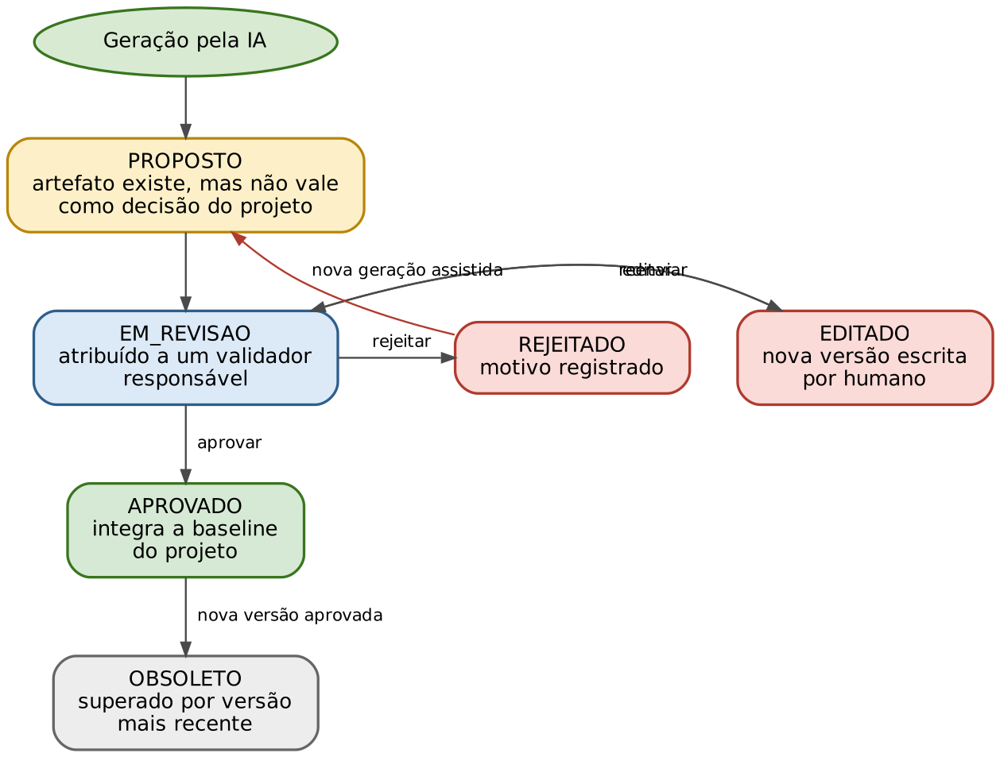 Geração pela IA
PROPOSTO
artefato existe, mas não vale
como decisão do projeto
nova geração assistida
EM_REVISAO
atribuído a um validador
responsável
rejeitar
REJEITADO
motivo registrado
EDITADO
nova versão escrita
por humano
aprovar
APROVADO
integra a baseline
do projeto
nova versão aprovada
OBSOLETO
superado por versão
mais recente